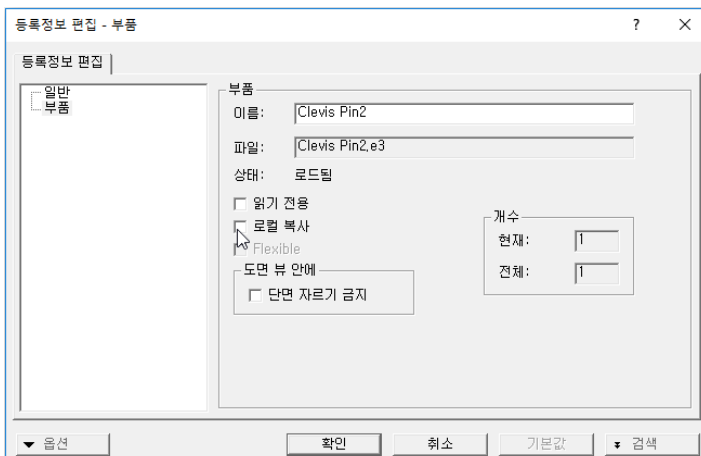 등록정보 편집 - 부품 ? ×
등록정보 편집
일반
부품
부품
이름: Clevis Pin2
파일: Clevis Pin2.e3
상태: 로드됨
읽기 전용
로컬 복사
Flexible
개수
현재: 1
전체: 1
도면 뷰 안에
단면 자르기 금지
옵션 확인 취소 기본값 검색